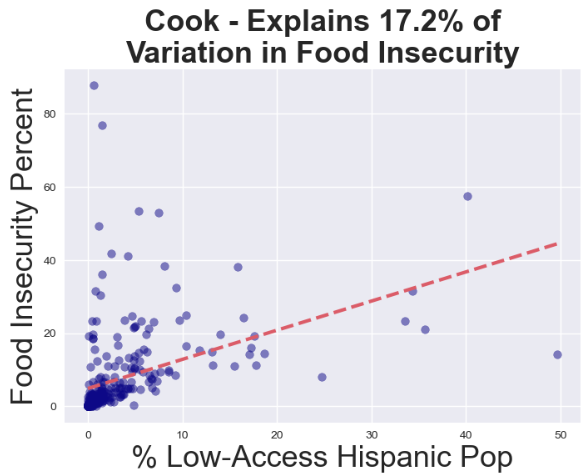 Cook - Explains 17.2% of
Variation in Food Insecurity
Food Insecurity Percent
80
60
40
20
0
0 10 20 30 40 50
% Low-Access Hispanic Pop